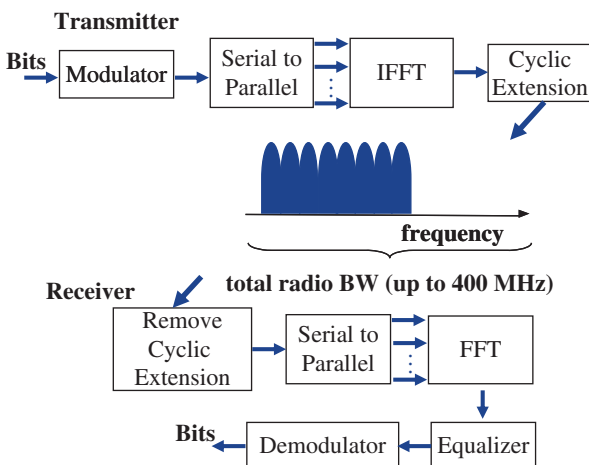 Transmitter
Bits
Modulator
Serial to
Parallel
IFFT
Cyclic
Extension
frequency
total radio BW (up to 400 MHz)
Receiver
Remove
Cyclic
Extension
Serial to
Parallel
FFT
Bits
Demodulator
Equalizer